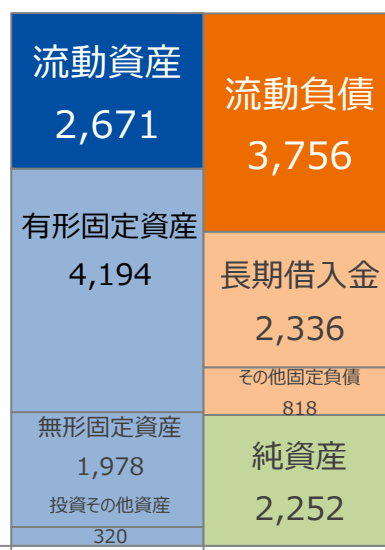 流動資産
2,671
有形固定資産
4,194
無形固定資産
1,978
投資その他資産
320
流動負債
3,756
長期借入金
2,336
その他固定負債
818
純資産
2,252